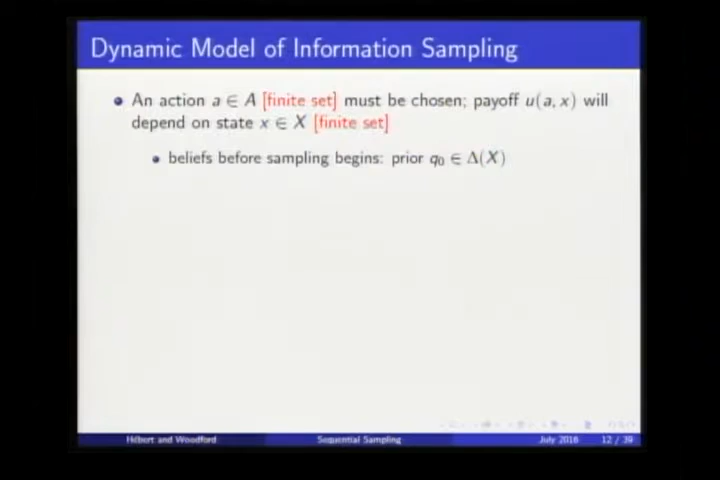 Dynamic Model of Information Sampling
An action a ∈ A [finite set] must be chosen; payoff u(a, x) will
depend on state x ∈ X [finite set]
beliefs before sampling begins: prior q₀ ∈ Δ(X)
Hébert and Woodford Sequential Sampling July 2016 12 / 39